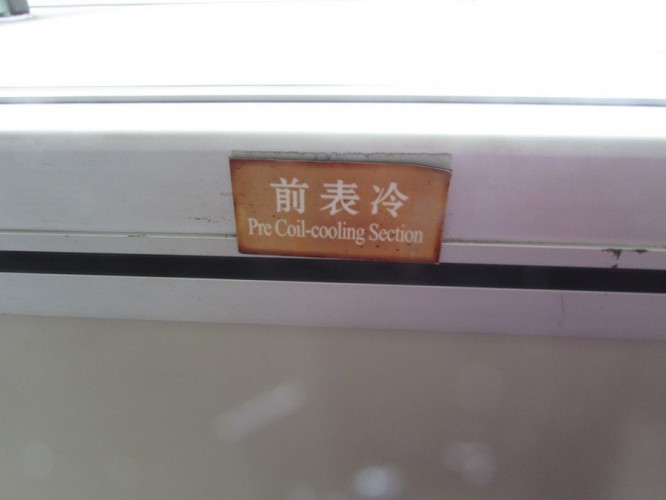 前表冷
Pre Coil-cooling Section